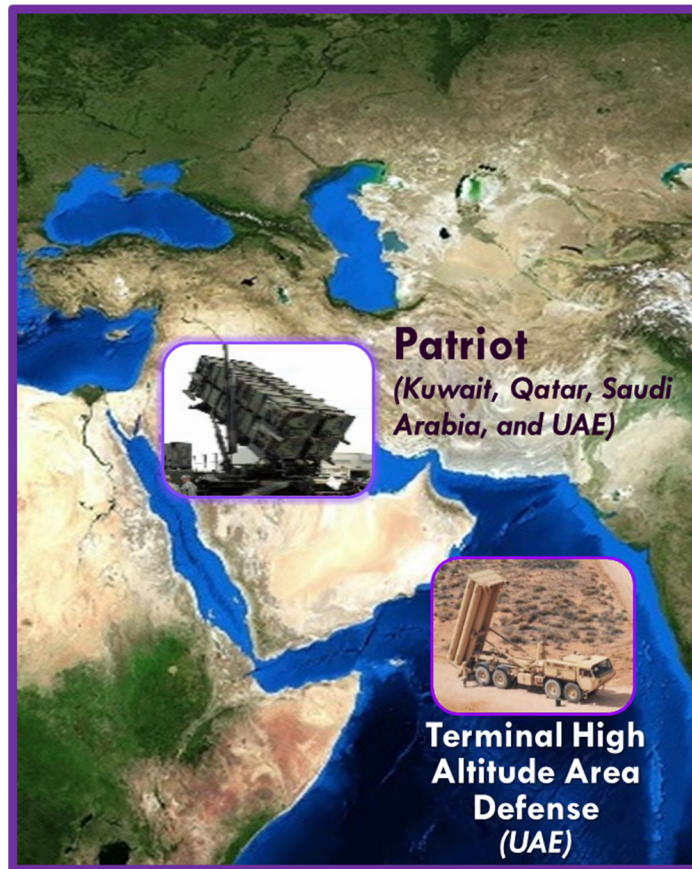 Patriot
(Kuwait, Qatar, Saudi
Arabia, and UAE)
Terminal High
Altitude Area
Defense
(UAE)